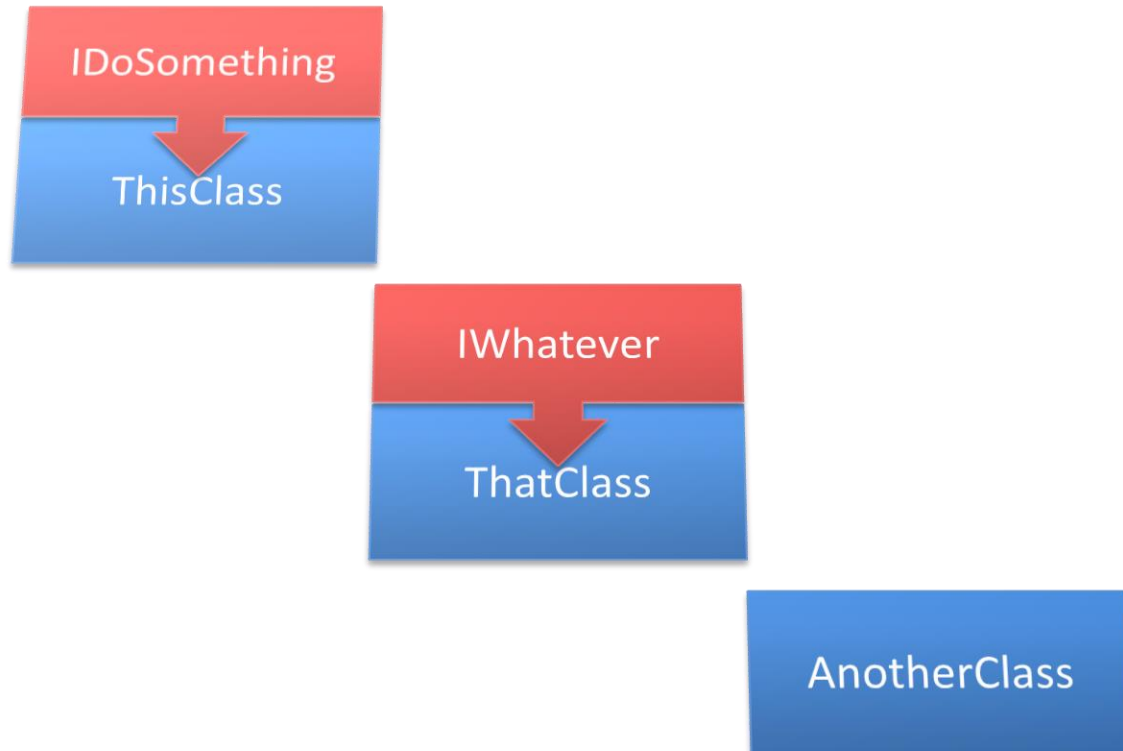 IDoSomething
ThisClass
IWhatever
ThatClass
AnotherClass